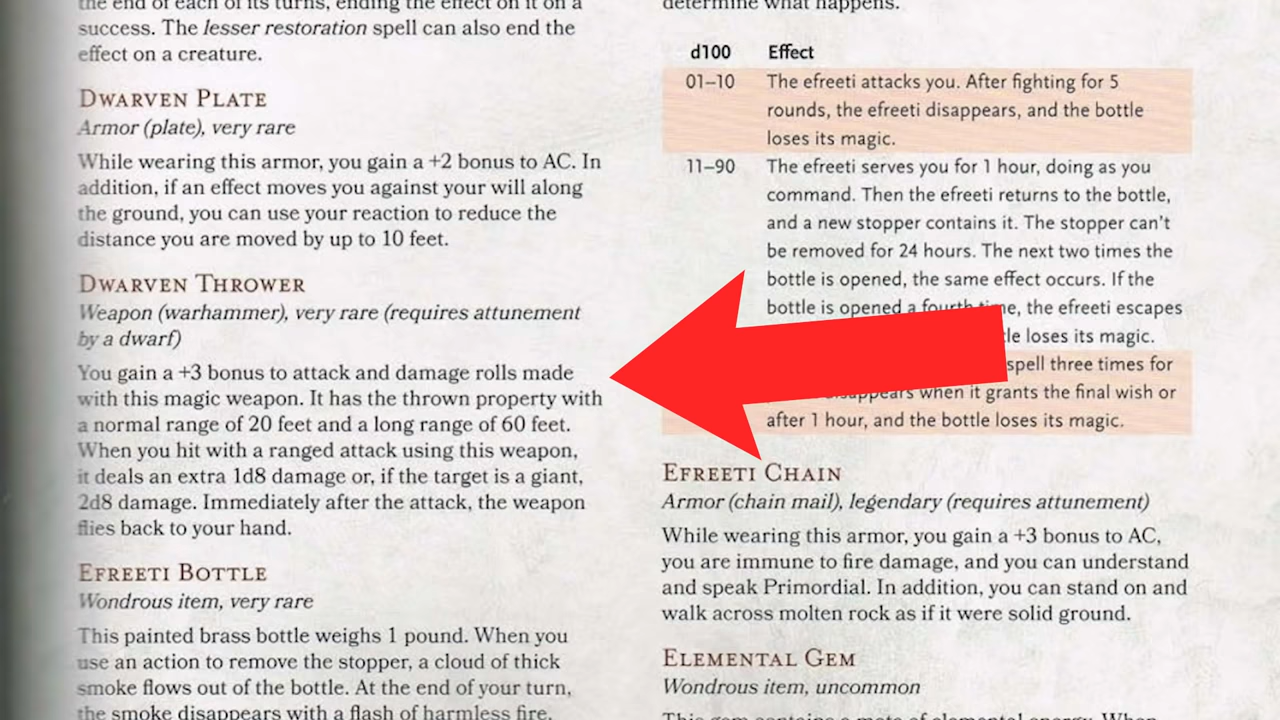 the end of each of its turns, ending the effect on it on a
success. The lesser restoration spell can also end the
effect on a creature.
DWARVEN PLATE
Armor (plate), very rare
While wearing this armor, you gain a +2 bonus to AC. In
addition, if an effect moves you against your will along
the ground, you can use your reaction to reduce the
distance you are moved by up to 10 feet.
DWARVEN THROWER
Weapon (warhammer), very rare (requires attunement
by a dwarf)
You gain a +3 bonus to attack and damage rolls made
with this magic weapon. It has the thrown property with
a normal range of 20 feet and a long range of 60 feet.
When you hit with a ranged attack using this weapon,
it deals an extra 1d8 damage or, if the target is a giant,
2d8 damage. Immediately after the attack, the weapon
flies back to your hand.
EFREETI BOTTLE
Wondrous item, very rare
This painted brass bottle weighs 1 pound. When you
use an action to remove the stopper, a cloud of thick
smoke flows out of the bottle. At the end of your turn,
the smoke disappears with a flash of harmless fire,
determine what happens.
d100 Effect
01–10 The efreeti attacks you. After fighting for 5
rounds, the efreeti disappears, and the bottle
loses its magic.
11–90 The efreeti serves you for 1 hour, doing as you
command. Then the efreeti returns to the bottle,
and a new stopper contains it. The stopper can't
be removed for 24 hours. The next two times the
bottle is opened, the same effect occurs. If the
bottle is opened a fourth time, the efreeti escapes
loses its magic.
spell three times for
disappears when it grants the final wish or
after 1 hour, and the bottle loses its magic.
EFREETI CHAIN
Armor (chain mail), legendary (requires attunement)
While wearing this armor, you gain a +3 bonus to AC,
you are immune to fire damage, and you can understand
and speak Primordial. In addition, you can stand on and
walk across molten rock as if it were solid ground.
ELEMENTAL GEM
Wondrous item, uncommon
This gem contains a mote of elemental energy. When